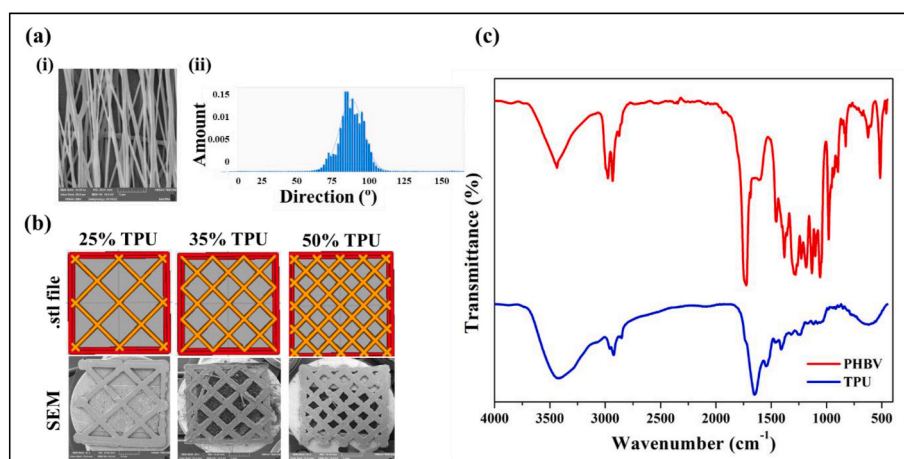 (a)
(i)
(ii)
Amount
0.15
0.01
0.005
0
0 25 50 75 100 125 150
Direction (º)
(b)
25% TPU 35% TPU 50% TPU
.stl file
SEM
(c)
Transmittance (%)
PHBV
TPU
4000 3500 3000 2500 2000 1500 1000 500
Wavenumber (cm⁻¹)